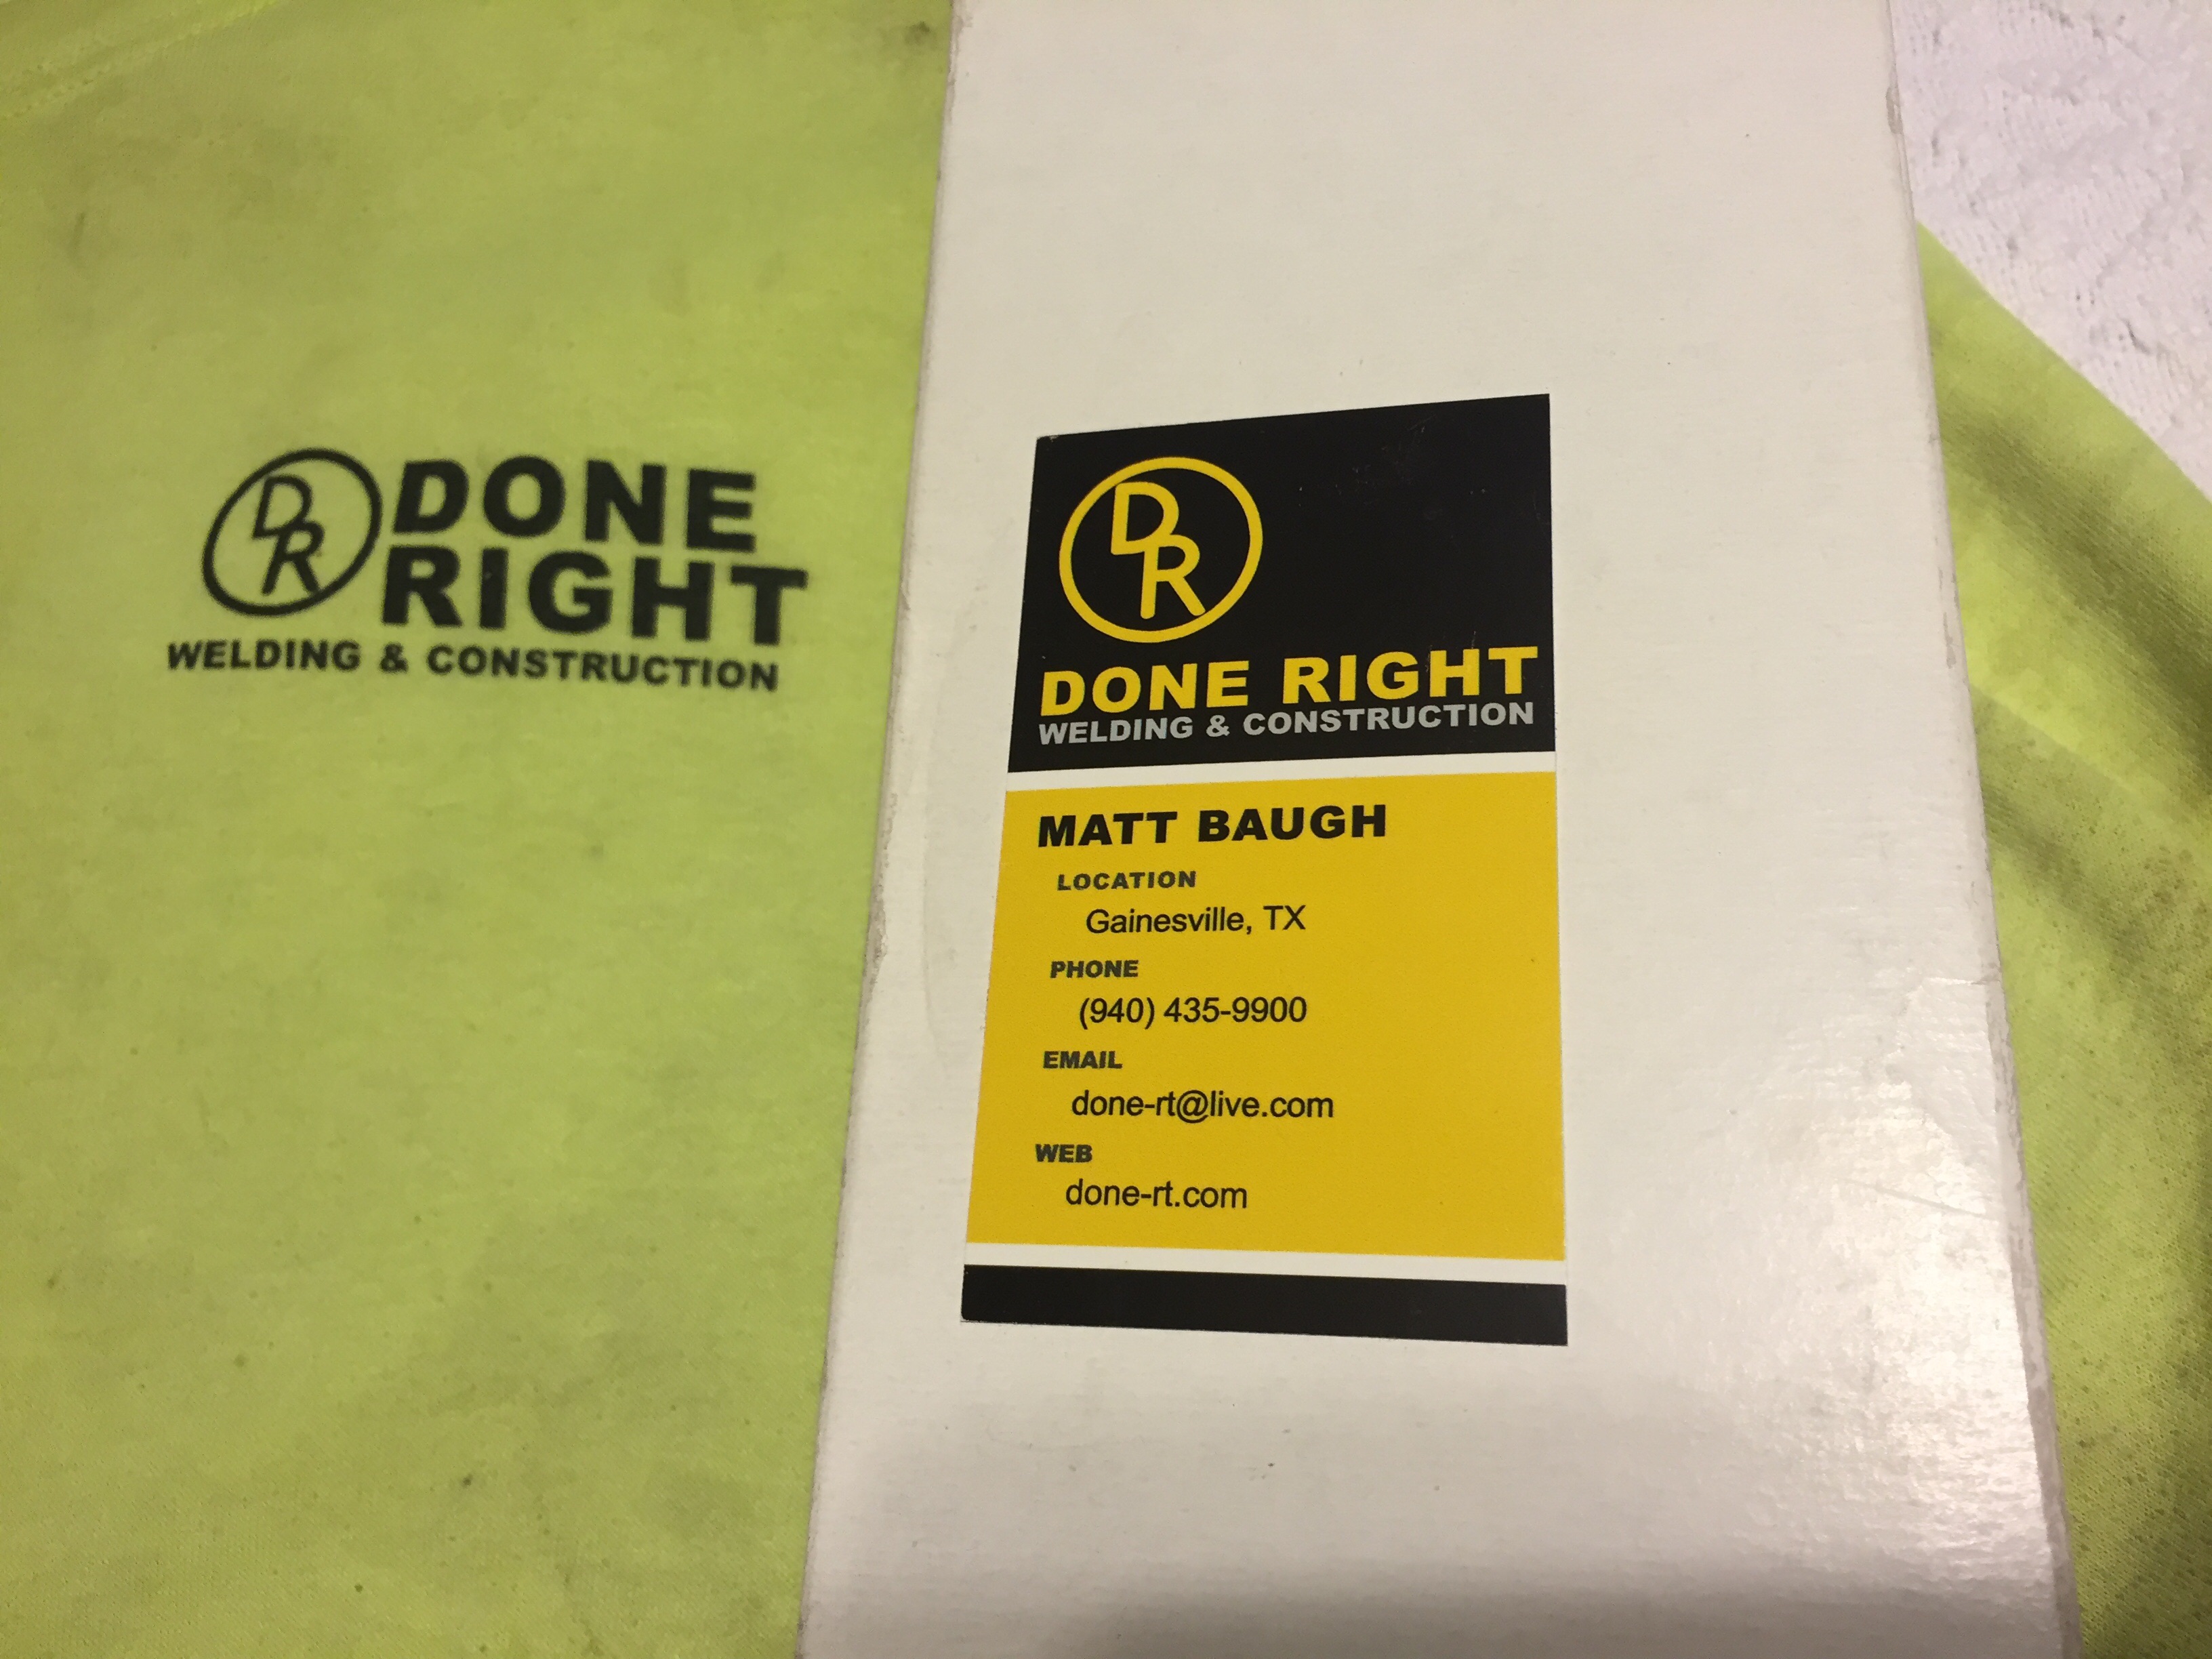 DR
DONE
RIGHT
WELDING & CONSTRUCTION
DR
DONE RIGHT
WELDING & CONSTRUCTION
MATT BAUGH
LOCATION
Gainesville, TX
PHONE
(940) 435-9900
EMAIL
done-rt@live.com
WEB
done-rt.com